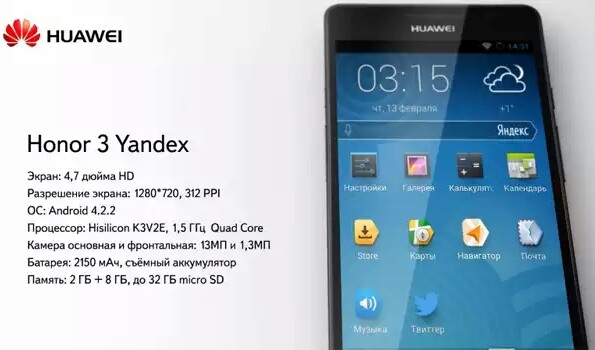 HUAWEI
Honor 3 Yandex
Экран: 4,7 дюйма HD
Разрешение экрана: 1280*720, 312 PPI
ОС: Android 4.2.2
Процессор: Hisilicon K3V2E, 1,5 ГГц Quad Core
Камера основная и фронтальная: 13МП и 1,3МП
Батарея: 2150 мАч, съёмный аккумулятор
Память: 2 ГБ + 8 ГБ, до 32 ГБ micro SD
HUAWEI
14:31
03:15
чт, 13 февраля +1°
Яндекс
Настройки Галерея Калькулят Календарь
Store Карты Навигатор Почта
Музыка Твиттер